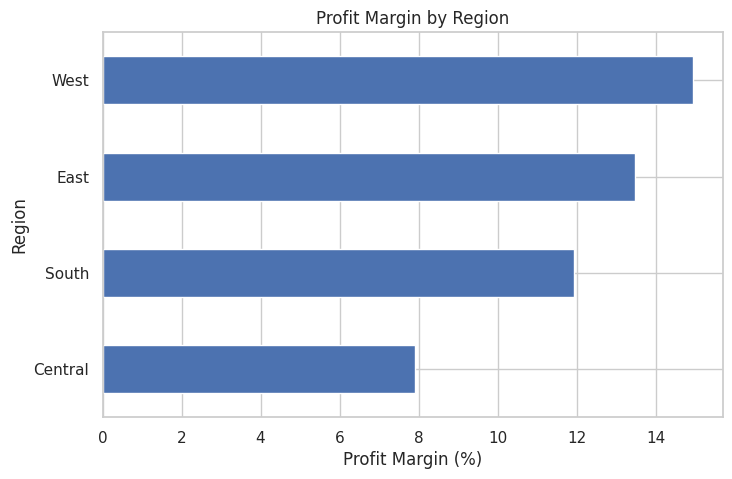 Profit Margin by Region
West
East
South
Central
Region
0 2 4 6 8 10 12 14
Profit Margin (%)